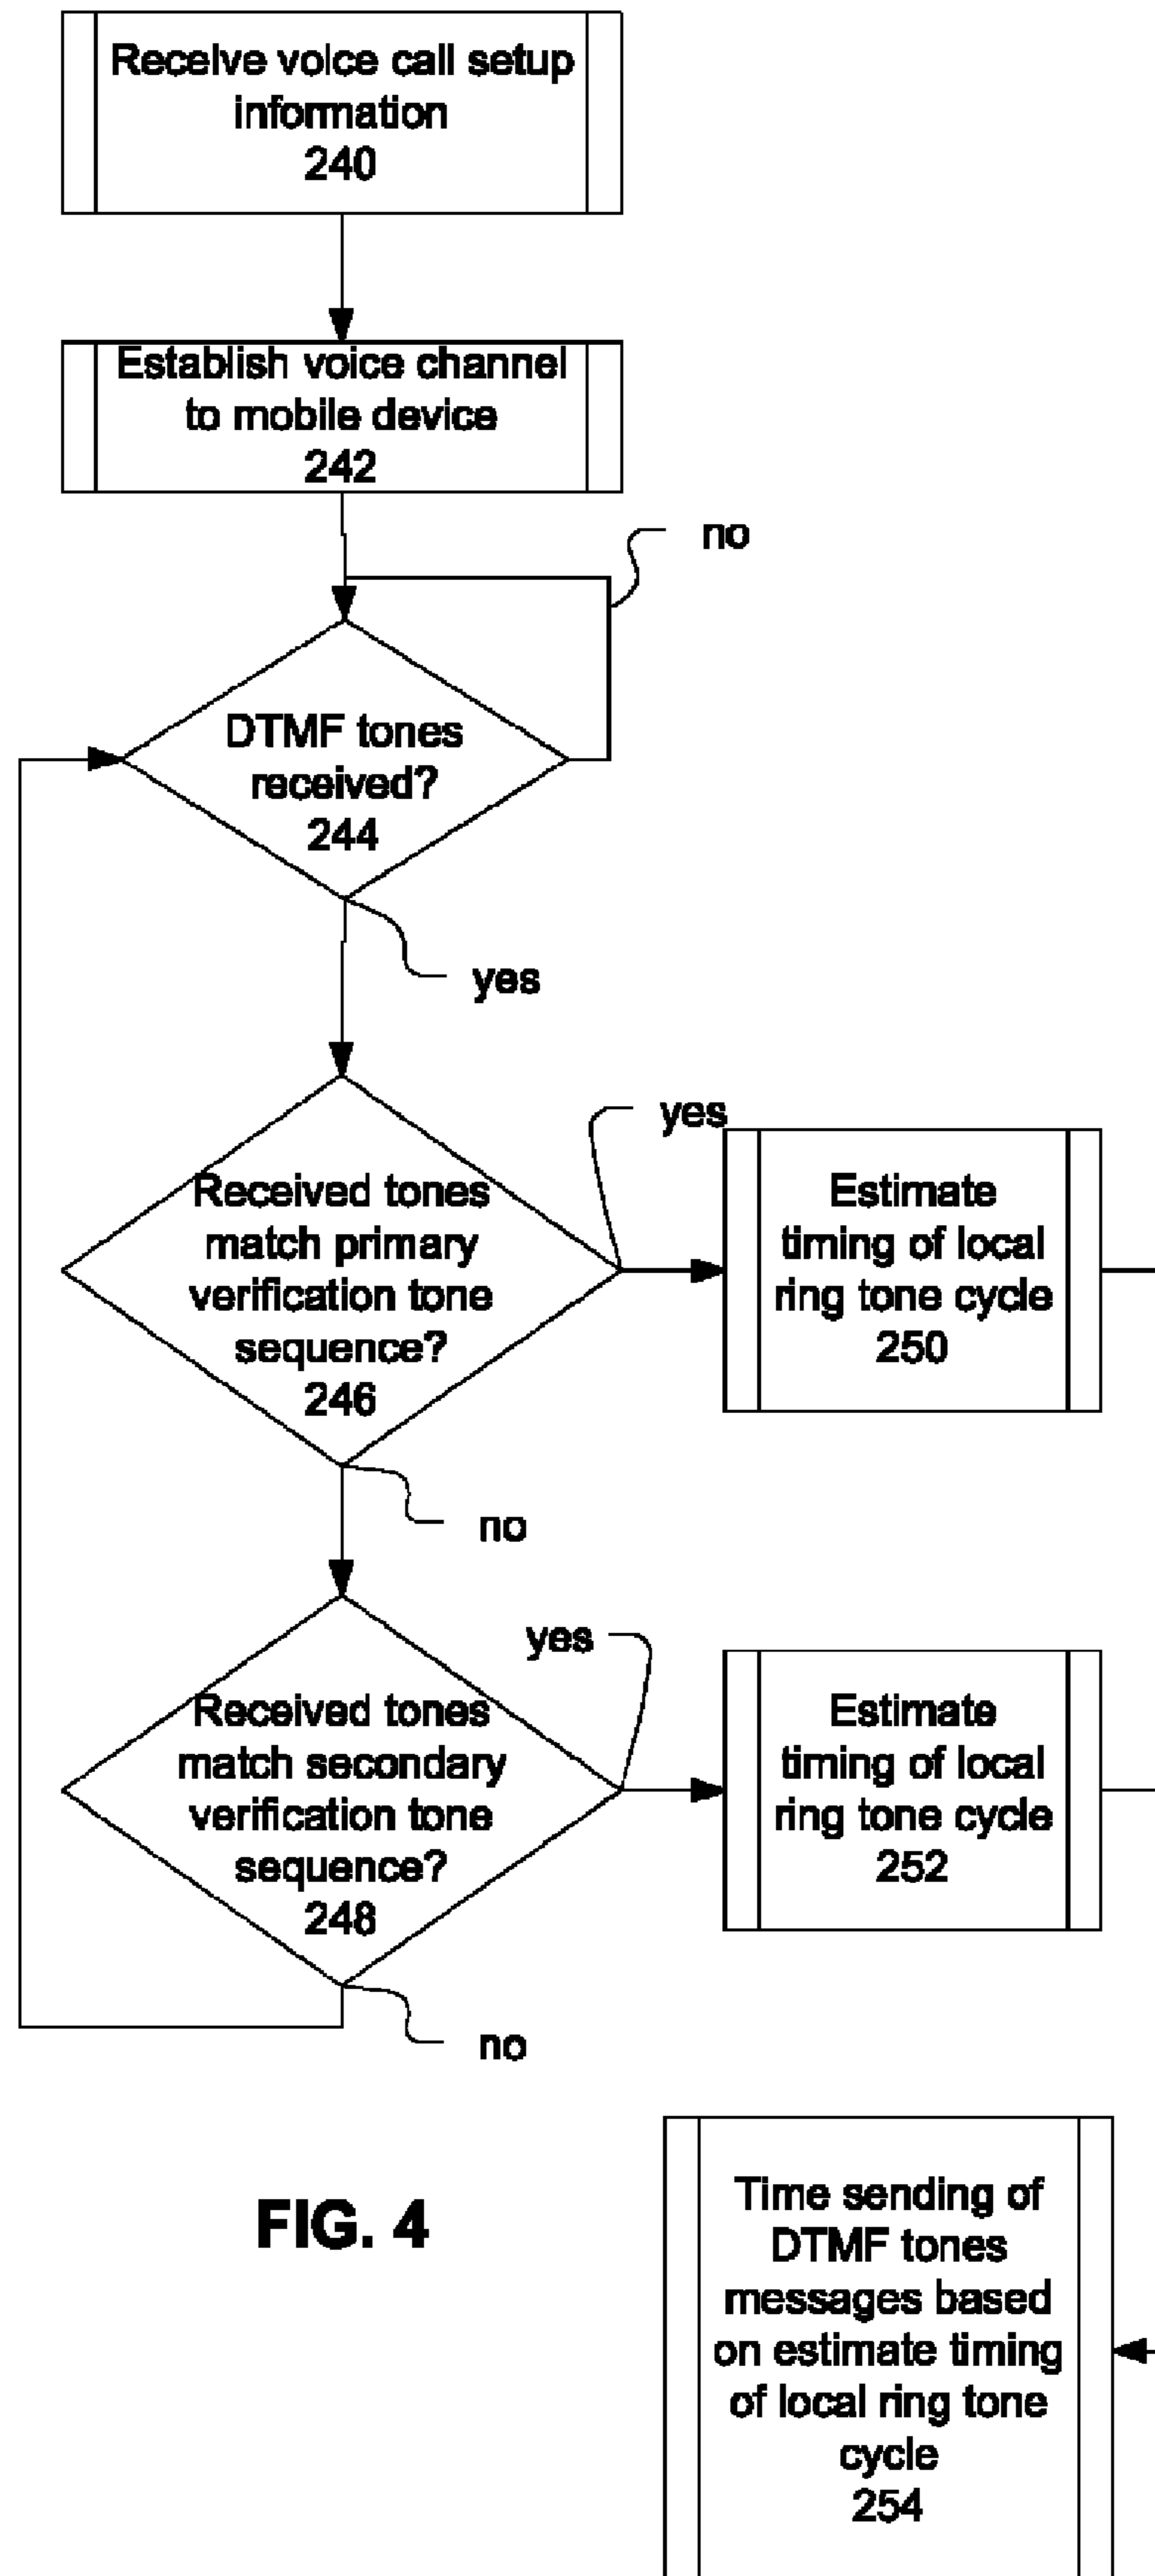 Receive voice call setup
information
240
Establish voice channel
to mobile device
242
no
DTMF tones
received?
244
yes
yes
Received tones
match primary
verification tone
sequence?
246
Estimate
timing of local
ring tone cycle
250
no
yes
Received tones
match secondary
verification tone
sequence?
248
Estimate
timing of local
ring tone cycle
252
no
FIG. 4
Time sending of
DTMF tones
messages based
on estimate timing
of local ring tone
cycle
254